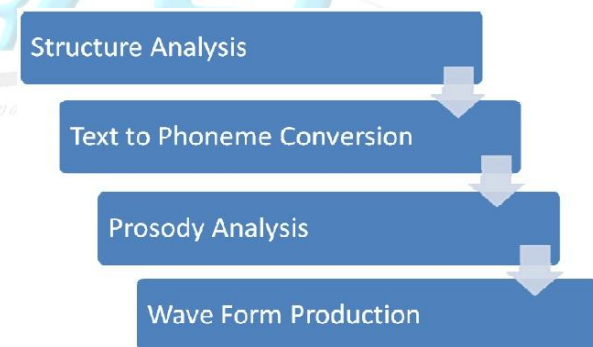 Structure Analysis
Text to Phoneme Conversion
Prosody Analysis
Wave Form Production